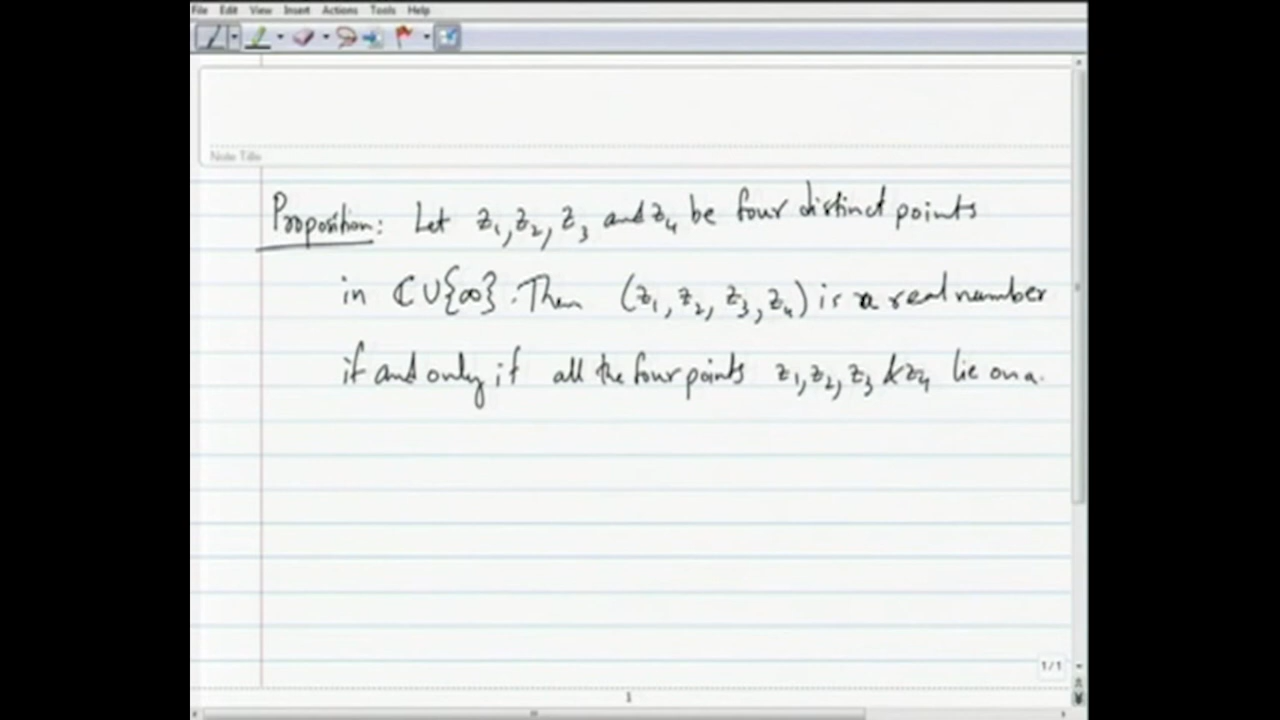 File Edit View Insert Actions Tools Help
Note Title
Proposition: Let z₁, z₂, z₃ and z₄ be four distinct points
in ℂ ∪ {∞}. Then (z₁, z₂, z₃, z₄) is a real number
if and only if all the four points z₁, z₂, z₃ & z₄ lie on a.
1/1
1